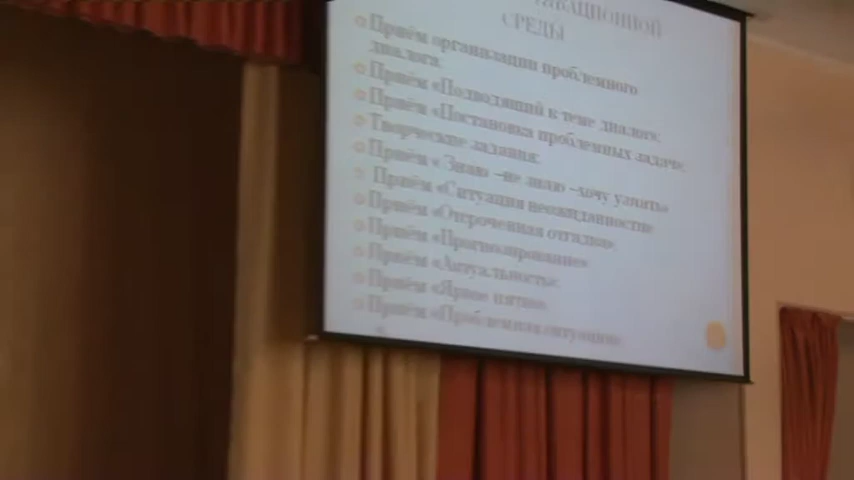 СРЕДЫ
Приём организации проблемного
диалога
Приём «Подводящий к теме диалог»;
Приём «Постановка проблемных задач»;
Творческие задания;
Приём « Знаю –не знаю –хочу узнать»
Приём «Ситуация неожиданности»
Приём «Отсроченная отгадка»
Приём «Прогнозирование»
Приём «Актуальность»
Приём «Яркое пятно»
Приём «Проблемная ситуация»